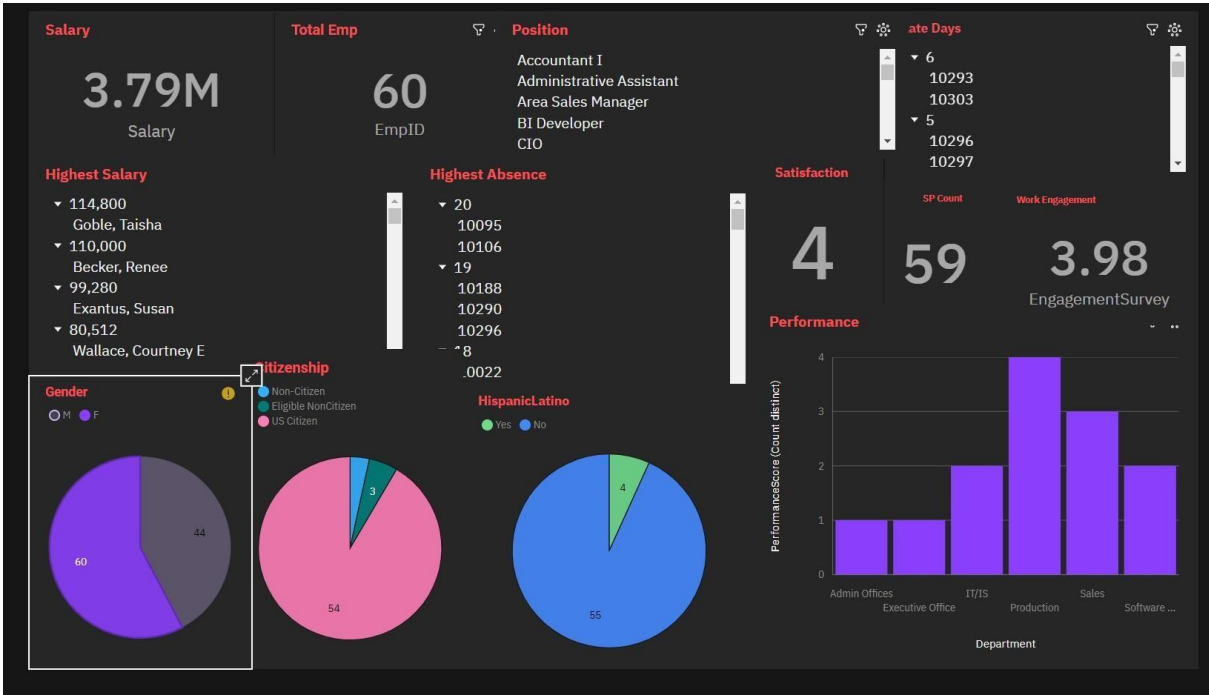 Salary
3.79M
Salary
Total Emp
60
EmpID
Position
Accountant I
Administrative Assistant
Area Sales Manager
BI Developer
CIO
ate Days
6
10293
10303
5
10296
10297
Highest Salary
114,800
Goble, Taisha
110,000
Becker, Renee
99,280
Exantus, Susan
80,512
Wallace, Courtney E
Highest Absence
20
10095
10106
19
10188
10290
10296
8
0022
Satisfaction
4
SP Count
59
Work Engagement
3.98
EngagementSurvey
Gender
M F
44
60
Citizenship
Non-Citizen
Eligible NonCitizen
US Citizen
3
54
HispanicLatino
Yes No
4
55
Performance
PerformanceScore (Count distinct)
4
3
2
1
0
Admin Offices
Executive Office
IT/IS
Production
Sales
Software ...
Department